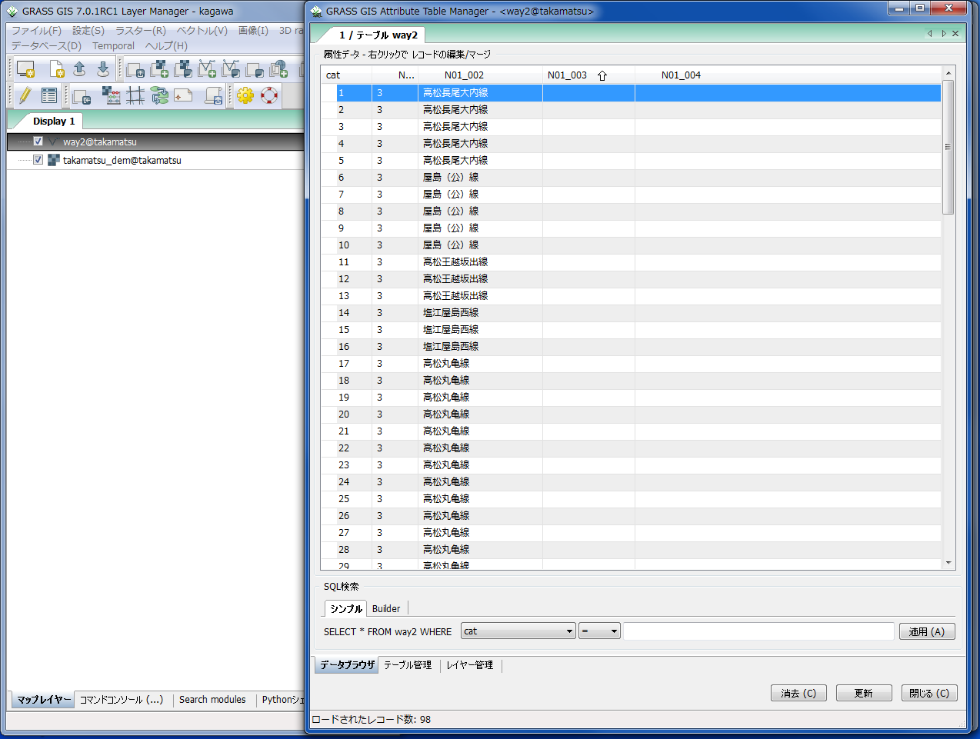 GRASS GIS 7.0.1RC1 Layer Manager - kagawa
ファイル(F) 設定(S) ラスター(R) ベクトル(V) 画像(I) 3D ra
データベース(D) Temporal ヘルプ(H)
Display 1
way2@takamatsu
takamatsu_dem@takamatsu
マップレイヤー コマンドコンソール (...) Search modules Pythonシェ
GRASS GIS Attribute Table Manager - <way2@takamatsu>
1 / テーブル way2
属性データ - 右クリックで レコードの編集/マージ
cat N... N01_002 N01_003 N01_004
1 3 高松長尾大内線
2 3 高松長尾大内線
3 3 高松長尾大内線
4 3 高松長尾大内線
5 3 高松長尾大内線
6 3 屋島（公）線
7 3 屋島（公）線
8 3 屋島（公）線
9 3 屋島（公）線
10 3 屋島（公）線
11 3 高松王越坂出線
12 3 高松王越坂出線
13 3 高松王越坂出線
14 3 塩江屋島西線
15 3 塩江屋島西線
16 3 塩江屋島西線
17 3 高松丸亀線
18 3 高松丸亀線
19 3 高松丸亀線
20 3 高松丸亀線
21 3 高松丸亀線
22 3 高松丸亀線
23 3 高松丸亀線
24 3 高松丸亀線
25 3 高松丸亀線
26 3 高松丸亀線
27 3 高松丸亀線
28 3 高松丸亀線
29 3 高松丸亀線
SQL検索
シンプル Builder
SELECT * FROM way2 WHERE cat = 適用 (A)
データブラウザ テーブル管理 レイヤー管理
消去 (C) 更新 閉じる (C)
ロードされたレコード数: 98